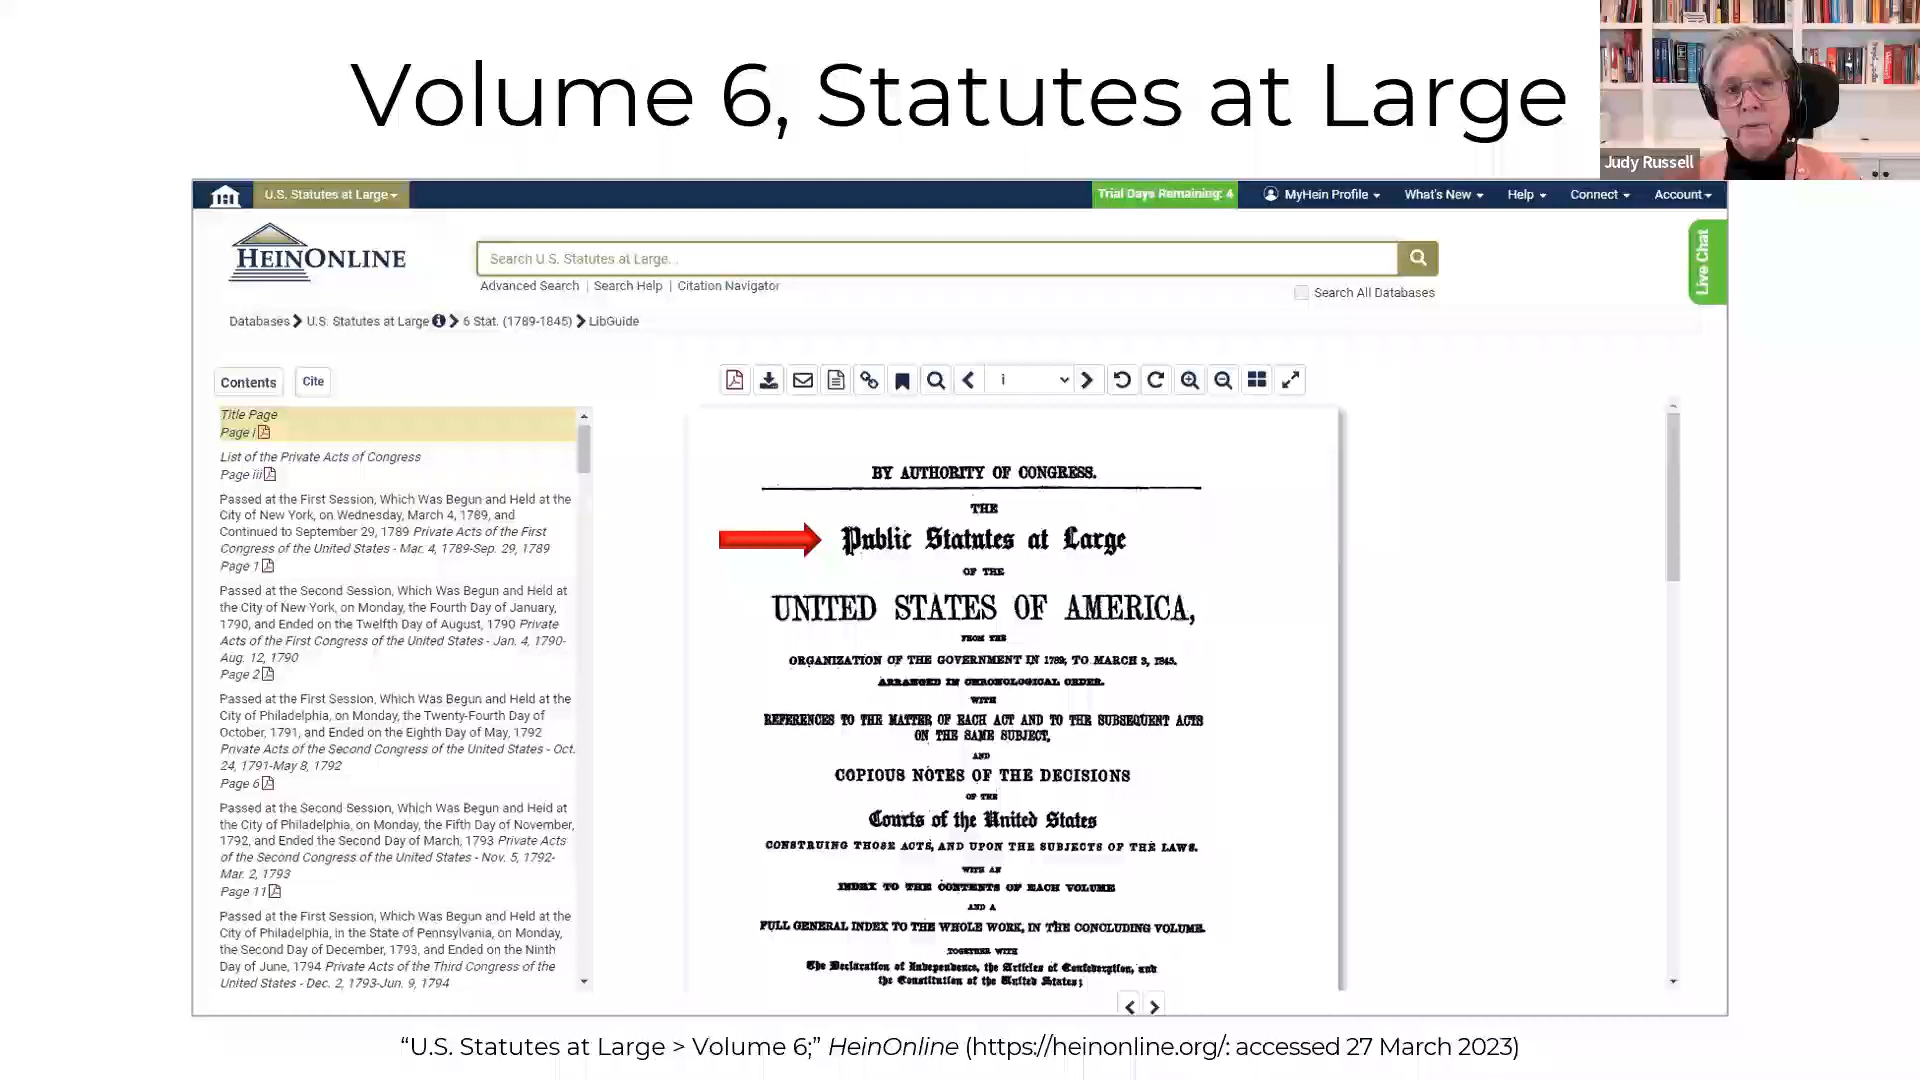 Volume 6, Statutes at Large
Judy Russell
U.S. Statutes at Large
Trial Days Remaining: 4
MyHein Profile
What's New
Help
Connect
Account
HEINONLINE
Search U.S. Statutes at Large...
Advanced Search | Search Help | Citation Navigator
Search All Databases
Live Chat
Databases > U.S. Statutes at Large > 6 Stat. (1789-1845) > LibGuide
Contents
Cite
i
Title Page
Page i
List of the Private Acts of Congress
Page iii
Passed at the First Session, Which Was Begun and Held at the
City of New York, on Wednesday, March 4, 1789, and
Continued to September 29, 1789 Private Acts of the First
Congress of the United States - Mar. 4, 1789-Sep. 29, 1789
Page 1
Passed at the Second Session, Which Was Begun and Held at
the City of New York, on Monday, the Fourth Day of January,
1790, and Ended on the Twelfth Day of August, 1790 Private
Acts of the First Congress of the United States - Jan. 4, 1790-
Aug. 12, 1790
Page 2
Passed at the First Session, Which Was Begun and Held at the
City of Philadelphia, on Monday, the Twenty-Fourth Day of
October, 1791, and Ended on the Eighth Day of May, 1792
Private Acts of the Second Congress of the United States - Oct.
24, 1791-May 8, 1792
Page 6
Passed at the Second Session, Which Was Begun and Held at
the City of Philadelphia, on Monday, the Fifth Day of November,
1792, and Ended the Second Day of March, 1793 Private Acts
of the Second Congress of the United States - Nov. 5, 1792-
Mar. 2, 1793
Page 11
Passed at the First Session, Which Was Begun and Held at the
City of Philadelphia, in the State of Pennsylvania, on Monday,
the Second Day of December, 1793, and Ended on the Ninth
Day of June, 1794 Private Acts of the Third Congress of the
United States - Dec. 2, 1793-Jun. 9, 1794
BY AUTHORITY OF CONGRESS.
THE
Public Statutes at Large
OF THE
UNITED STATES OF AMERICA,
FROM THE
ORGANIZATION OF THE GOVERNMENT IN 1789, TO MARCH 3, 1845.
ARRANGED IN CHRONOLOGICAL ORDER.
WITH
REFERENCES TO THE MATTER OF EACH ACT AND TO THE SUBSEQUENT ACTS
ON THE SAME SUBJECT,
AND
COPIOUS NOTES OF THE DECISIONS
OF THE
Courts of the United States
CONSTRUING THOSE ACTS, AND UPON THE SUBJECTS OF THE LAWS.
WITH AN
INDEX TO THE CONTENTS OF EACH VOLUME
AND A
FULL GENERAL INDEX TO THE WHOLE WORK, IN THE CONCLUDING VOLUME.
TOGETHER WITH
The Declaration of Independence, the Articles of Confederation, and
the Constitution of the United States;
“U.S. Statutes at Large > Volume 6;” HeinOnline (https://heinonline.org/: accessed 27 March 2023)